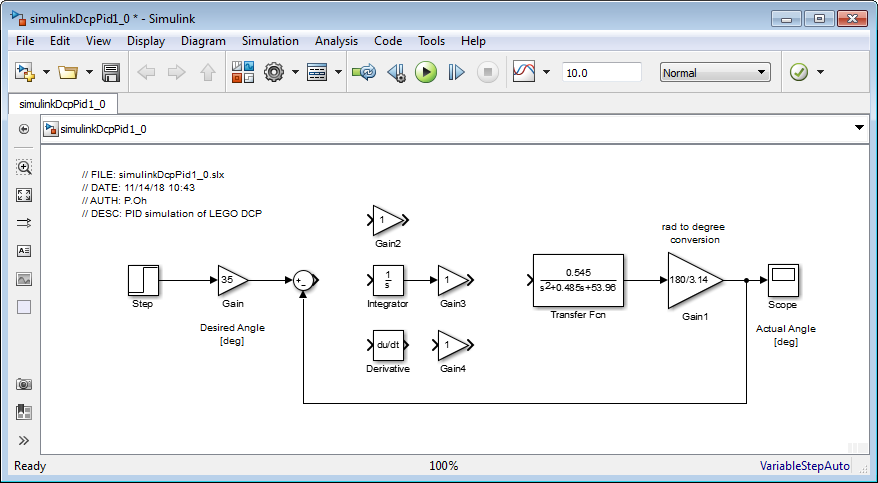 simulinkDcpPid1_0 * - Simulink
File Edit View Display Diagram Simulation Analysis Code Tools Help
10.0 Normal
simulinkDcpPid1_0
simulinkDcpPid1_0
// FILE: simulinkDcpPid1_0.slx
// DATE: 11/14/18 10:43
// AUTH: P.Oh
// DESC: PID simulation of LEGO DCP
1
Gain2
rad to degree
conversion
Step
35
Gain
+
-
1
s
Integrator
1
Gain3
0.545
s2+0.485s+53.96
Transfer Fcn
180/3.14
Gain1
Scope
Desired Angle
[deg]
du/dt
Derivative
1
Gain4
Actual Angle
[deg]
Ready 100% VariableStepAuto